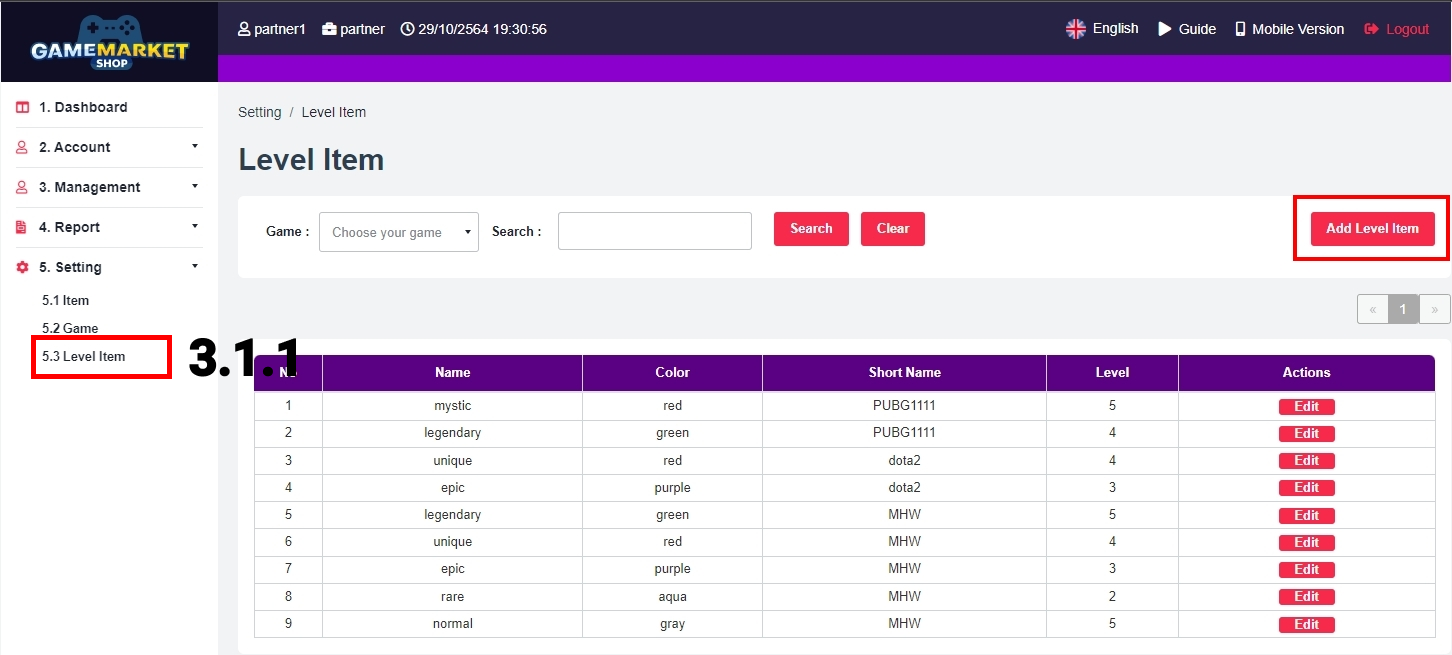 GAMEMARKET
SHOP
partner1 partner 29/10/2564 19:30:56 English Guide Mobile Version Logout
1. Dashboard
2. Account
3. Management
4. Report
5. Setting
5.1 Item
5.2 Game
5.3 Level Item
3.1.1
Setting / Level Item
Level Item
Game : Choose your game Search : Search Clear Add Level Item
« 1 »
Name Color Short Name Level Actions
1 mystic red PUBG1111 5 Edit
2 legendary green PUBG1111 4 Edit
3 unique red dota2 4 Edit
4 epic purple dota2 3 Edit
5 legendary green MHW 5 Edit
6 unique red MHW 4 Edit
7 epic purple MHW 3 Edit
8 rare aqua MHW 2 Edit
9 normal gray MHW 5 Edit